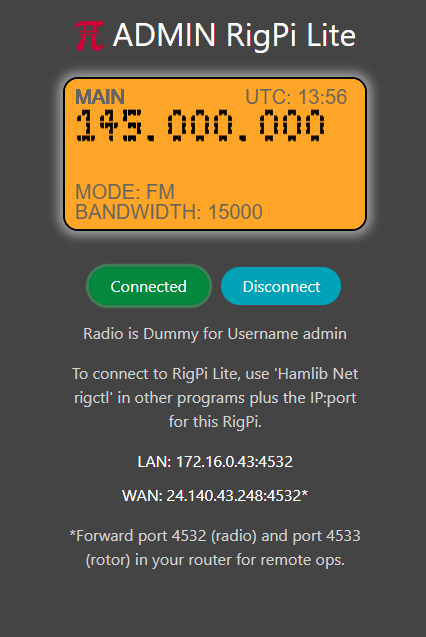 π ADMIN RigPi Lite
MAIN UTC: 13:56
145.000.000
MODE: FM
BANDWIDTH: 15000
Connected Disconnect
Radio is Dummy for Username admin
To connect to RigPi Lite, use 'Hamlib Net
rigctl' in other programs plus the IP:port
for this RigPi.
LAN: 172.16.0.43:4532
WAN: 24.140.43.248:4532*
*Forward port 4532 (radio) and port 4533
(rotor) in your router for remote ops.